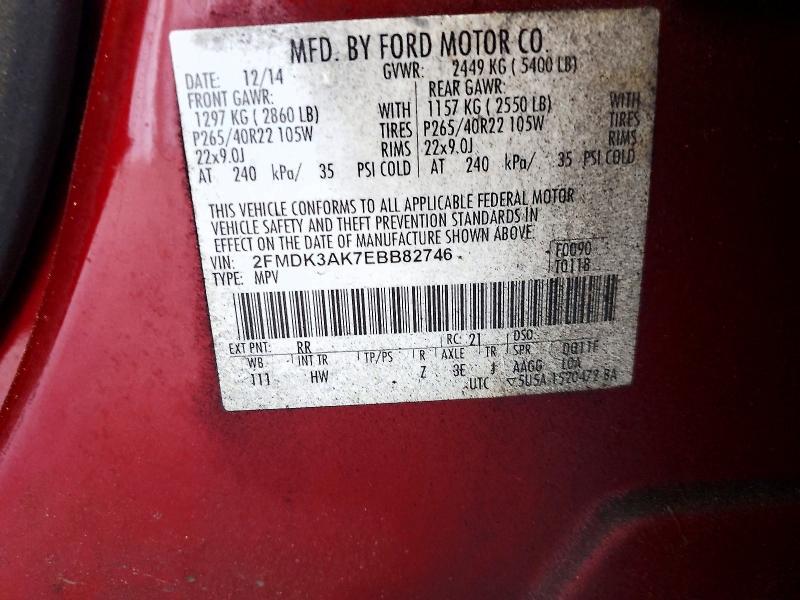 MFD. BY FORD MOTOR CO.
DATE: 12/14 GVWR: 2449 KG ( 5400 LB)
FRONT GAWR: REAR GAWR:
1297 KG ( 2860 LB) WITH 1157 KG ( 2550 LB) WITH
P265/40R22 105W TIRES P265/40R22 105W TIRES
22x9.0J RIMS 22x9.0J RIMS
AT 240 kPa/ 35 PSI COLD AT 240 kPa/ 35 PSI COLD
THIS VEHICLE CONFORMS TO ALL APPLICABLE FEDERAL MOTOR
VEHICLE SAFETY AND THEFT PREVENTION STANDARDS IN
EFFECT ON THE DATE OF MANUFACTURE SHOWN ABOVE.
VIN: 2FMDK3AK7EBB82746 F0090
TYPE: MPV T0118
EXT PNT: RR RC: 21 DSO:
WB INT TR TP/PS R AXLE TR SPR
111 HW Z 3E J AAGG
UTC